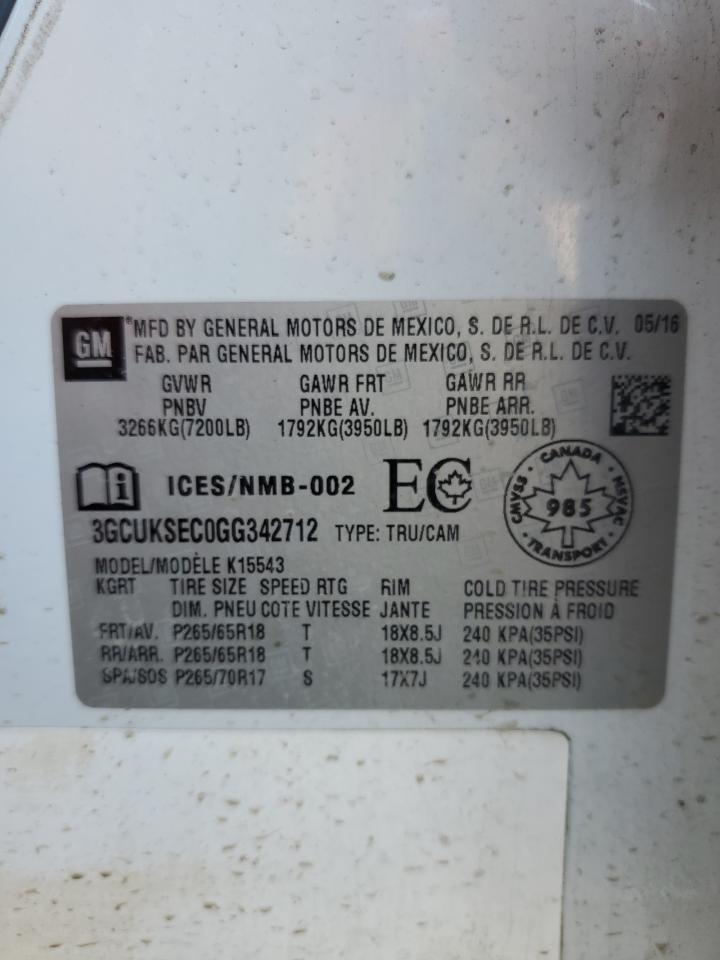 GM ®MFD BY GENERAL MOTORS DE MEXICO, S. DE R.L. DE C.V. 05/16
FAB. PAR GENERAL MOTORS DE MEXICO, S. DE R.L. DE C.V.
GVWR GAWR FRT GAWR RR
PNBV PNBE AV. PNBE ARR.
3266KG(7200LB) 1792KG(3950LB) 1792KG(3950LB)
i ICES/NMB-002 EC
CANADA CMVSS 985 NSVAC TRANSPORT
3GCUKSEC0GG342712 TYPE: TRU/CAM
MODEL/MODÈLE K15543
KGRT TIRE SIZE SPEED RTG RIM COLD TIRE PRESSURE
DIM. PNEU COTE VITESSE JANTE PRESSION À FROID
FRT/AV. P265/65R18 T 18X8.5J 240 KPA(35PSI)
RR/ARR. P265/65R18 T 18X8.5J 240 KPA(35PSI)
SPA/SOS P265/70R17 S 17X7J 240 KPA(35PSI)